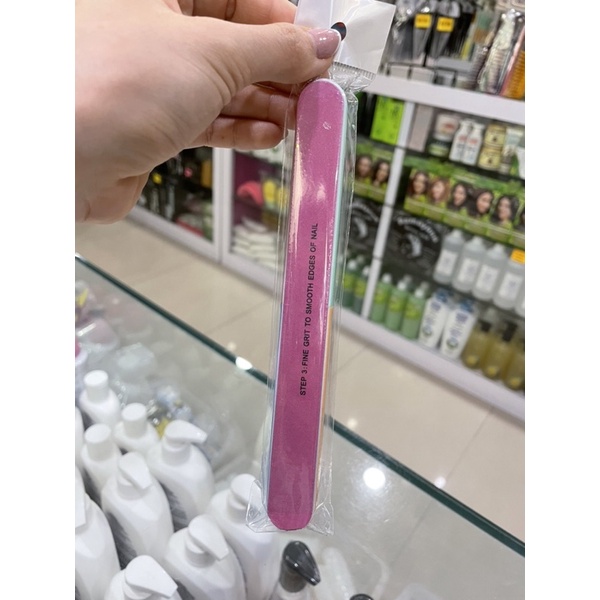 STEP 3: FINE GRIT TO SMOOTH EDGES OF NAIL